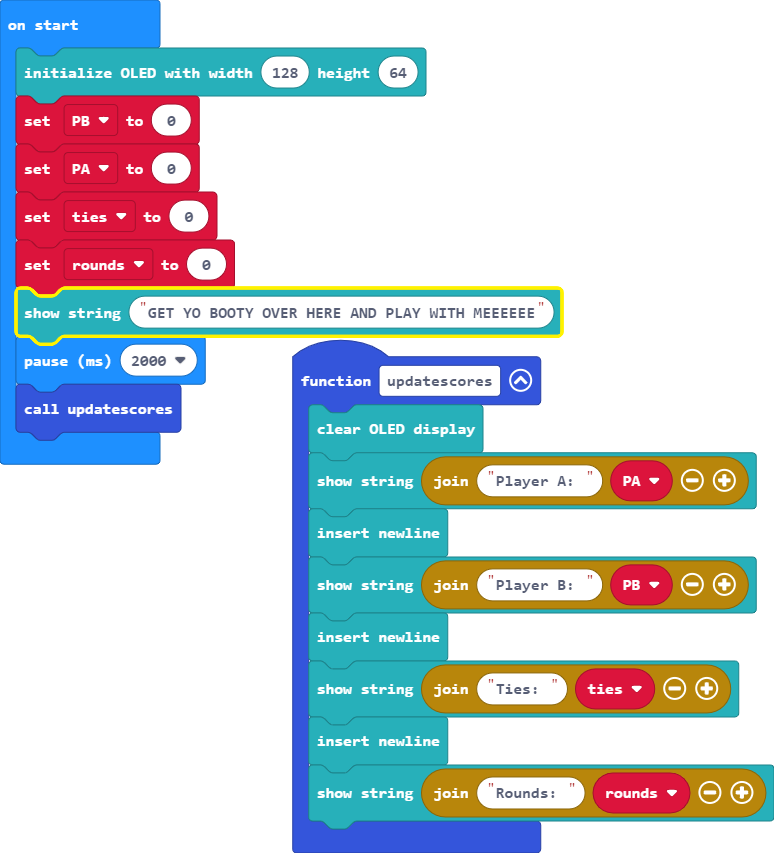 on start
initialize OLED with width 128 height 64
set PB to 0
set PA to 0
set ties to 0
set rounds to 0
show string "GET YO BOOTY OVER HERE AND PLAY WITH MEEEEEE"
pause (ms) 2000
call updatescores
function updatescores
clear OLED display
show string join "Player A: " PA
insert newline
show string join "Player B: " PB
insert newline
show string join "Ties: " ties
insert newline
show string join "Rounds: " rounds